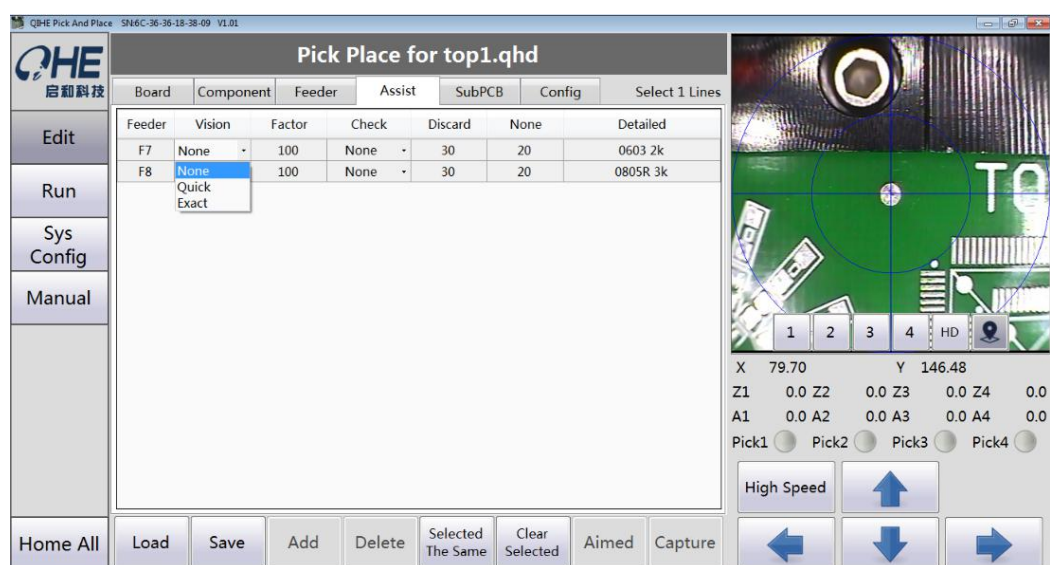 QIHE Pick And Place SN:6C-36-36-18-38-09 V1.01
QiHE
启和科技
Pick Place for top1.qhd
Board Component Feeder Assist SubPCB Config Select 1 Lines
Feeder Vision Factor Check Discard None Detailed
F7 None 100 None 30 20 0603 2k
F8 None 100 None 30 20 0805R 3k
Quick
Exact
Edit
Run
Sys
Config
Manual
Home All
Load Save Add Delete Selected The Same Clear Selected Aimed Capture
TO
1 2 3 4 HD
X 79.70 Y 146.48
Z1 0.0 Z2 0.0 Z3 0.0 Z4 0.0
A1 0.0 A2 0.0 A3 0.0 A4 0.0
Pick1 Pick2 Pick3 Pick4
High Speed